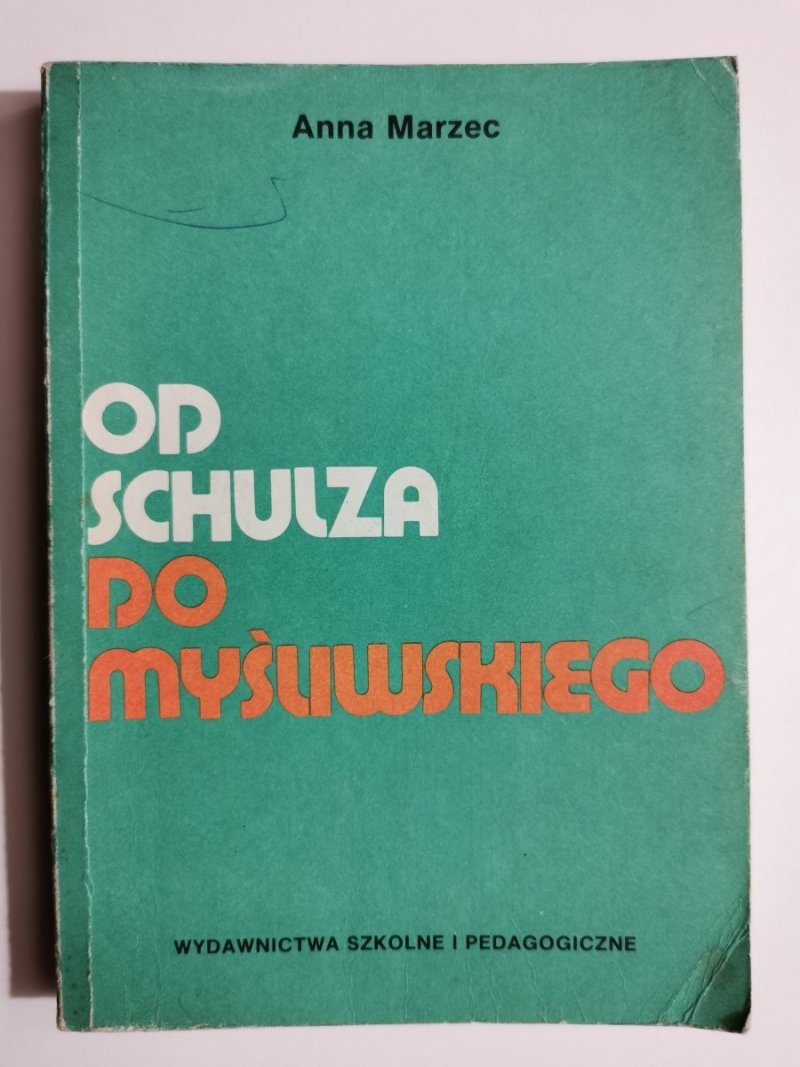 Anna Marzec
OD
SCHULZA
DO
MYŚLIWSKIEGO
WYDAWNICTWA SZKOLNE I PEDAGOGICZNE